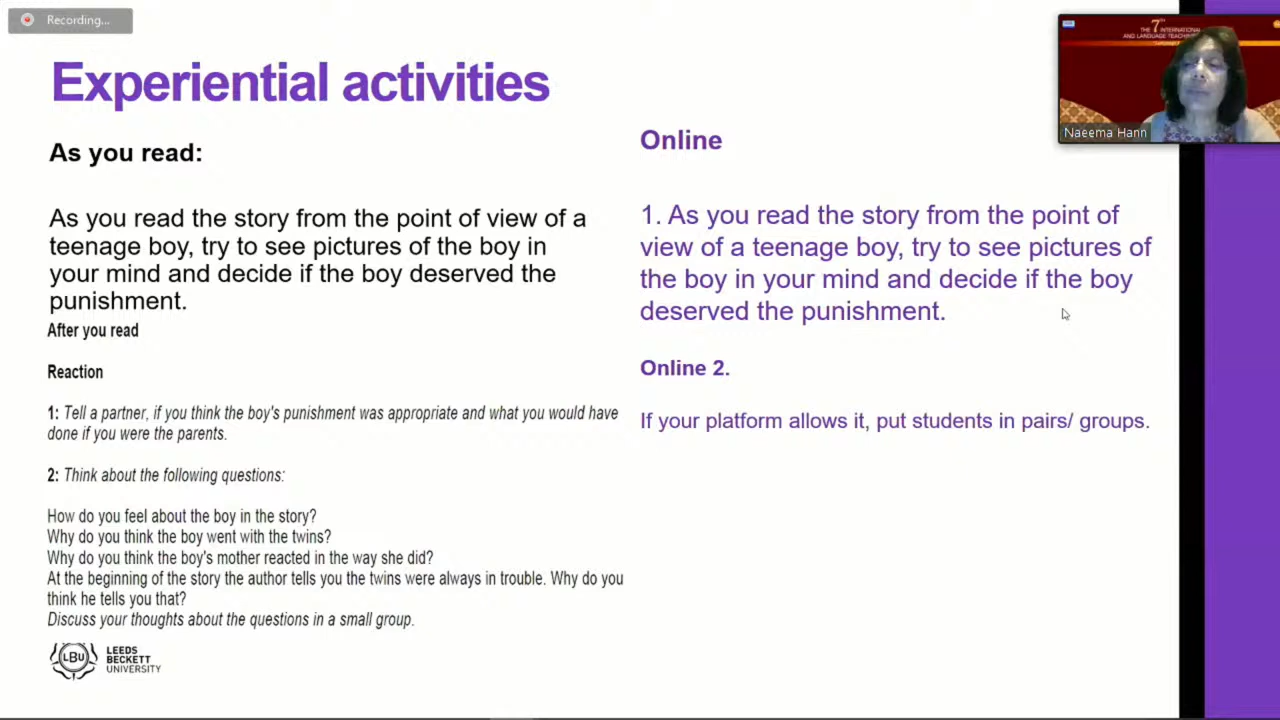 Recording...
Experiential activities
As you read:
As you read the story from the point of view of a
teenage boy, try to see pictures of the boy in
your mind and decide if the boy deserved the
punishment.
After you read
Reaction
1: Tell a partner, if you think the boy's punishment was appropriate and what you would have
done if you were the parents.
2: Think about the following questions:
How do you feel about the boy in the story?
Why do you think the boy went with the twins?
Why do you think the boy's mother reacted in the way she did?
At the beginning of the story the author tells you the twins were always in trouble. Why do you
think he tells you that?
Discuss your thoughts about the questions in a small group.
LBU
LEEDS
BECKETT
UNIVERSITY
Online
1. As you read the story from the point of
view of a teenage boy, try to see pictures of
the boy in your mind and decide if the boy
deserved the punishment.
Online 2.
If your platform allows it, put students in pairs/ groups.
THE 7TH INTERNATIONAL
AND LANGUAGE TEACHIN
Naeema Hann